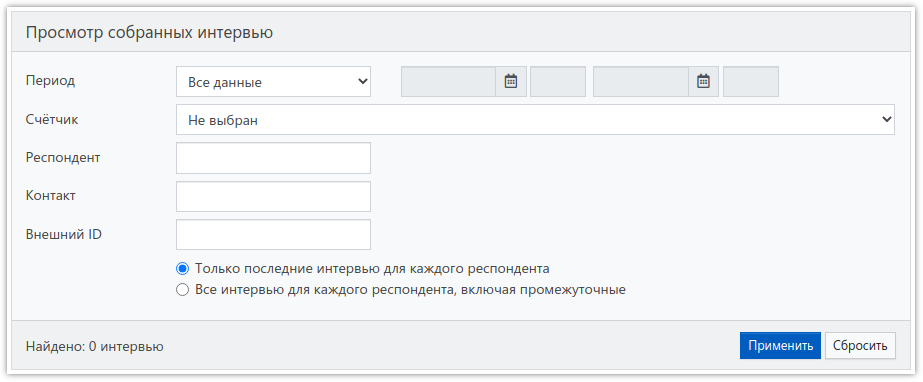 Просмотр собранных интервью
Период Все данные
Счётчик Не выбран
Респондент
Контакт
Внешний ID
Только последние интервью для каждого респондента
Все интервью для каждого респондента, включая промежуточные
Найдено: 0 интервью Применить Сбросить